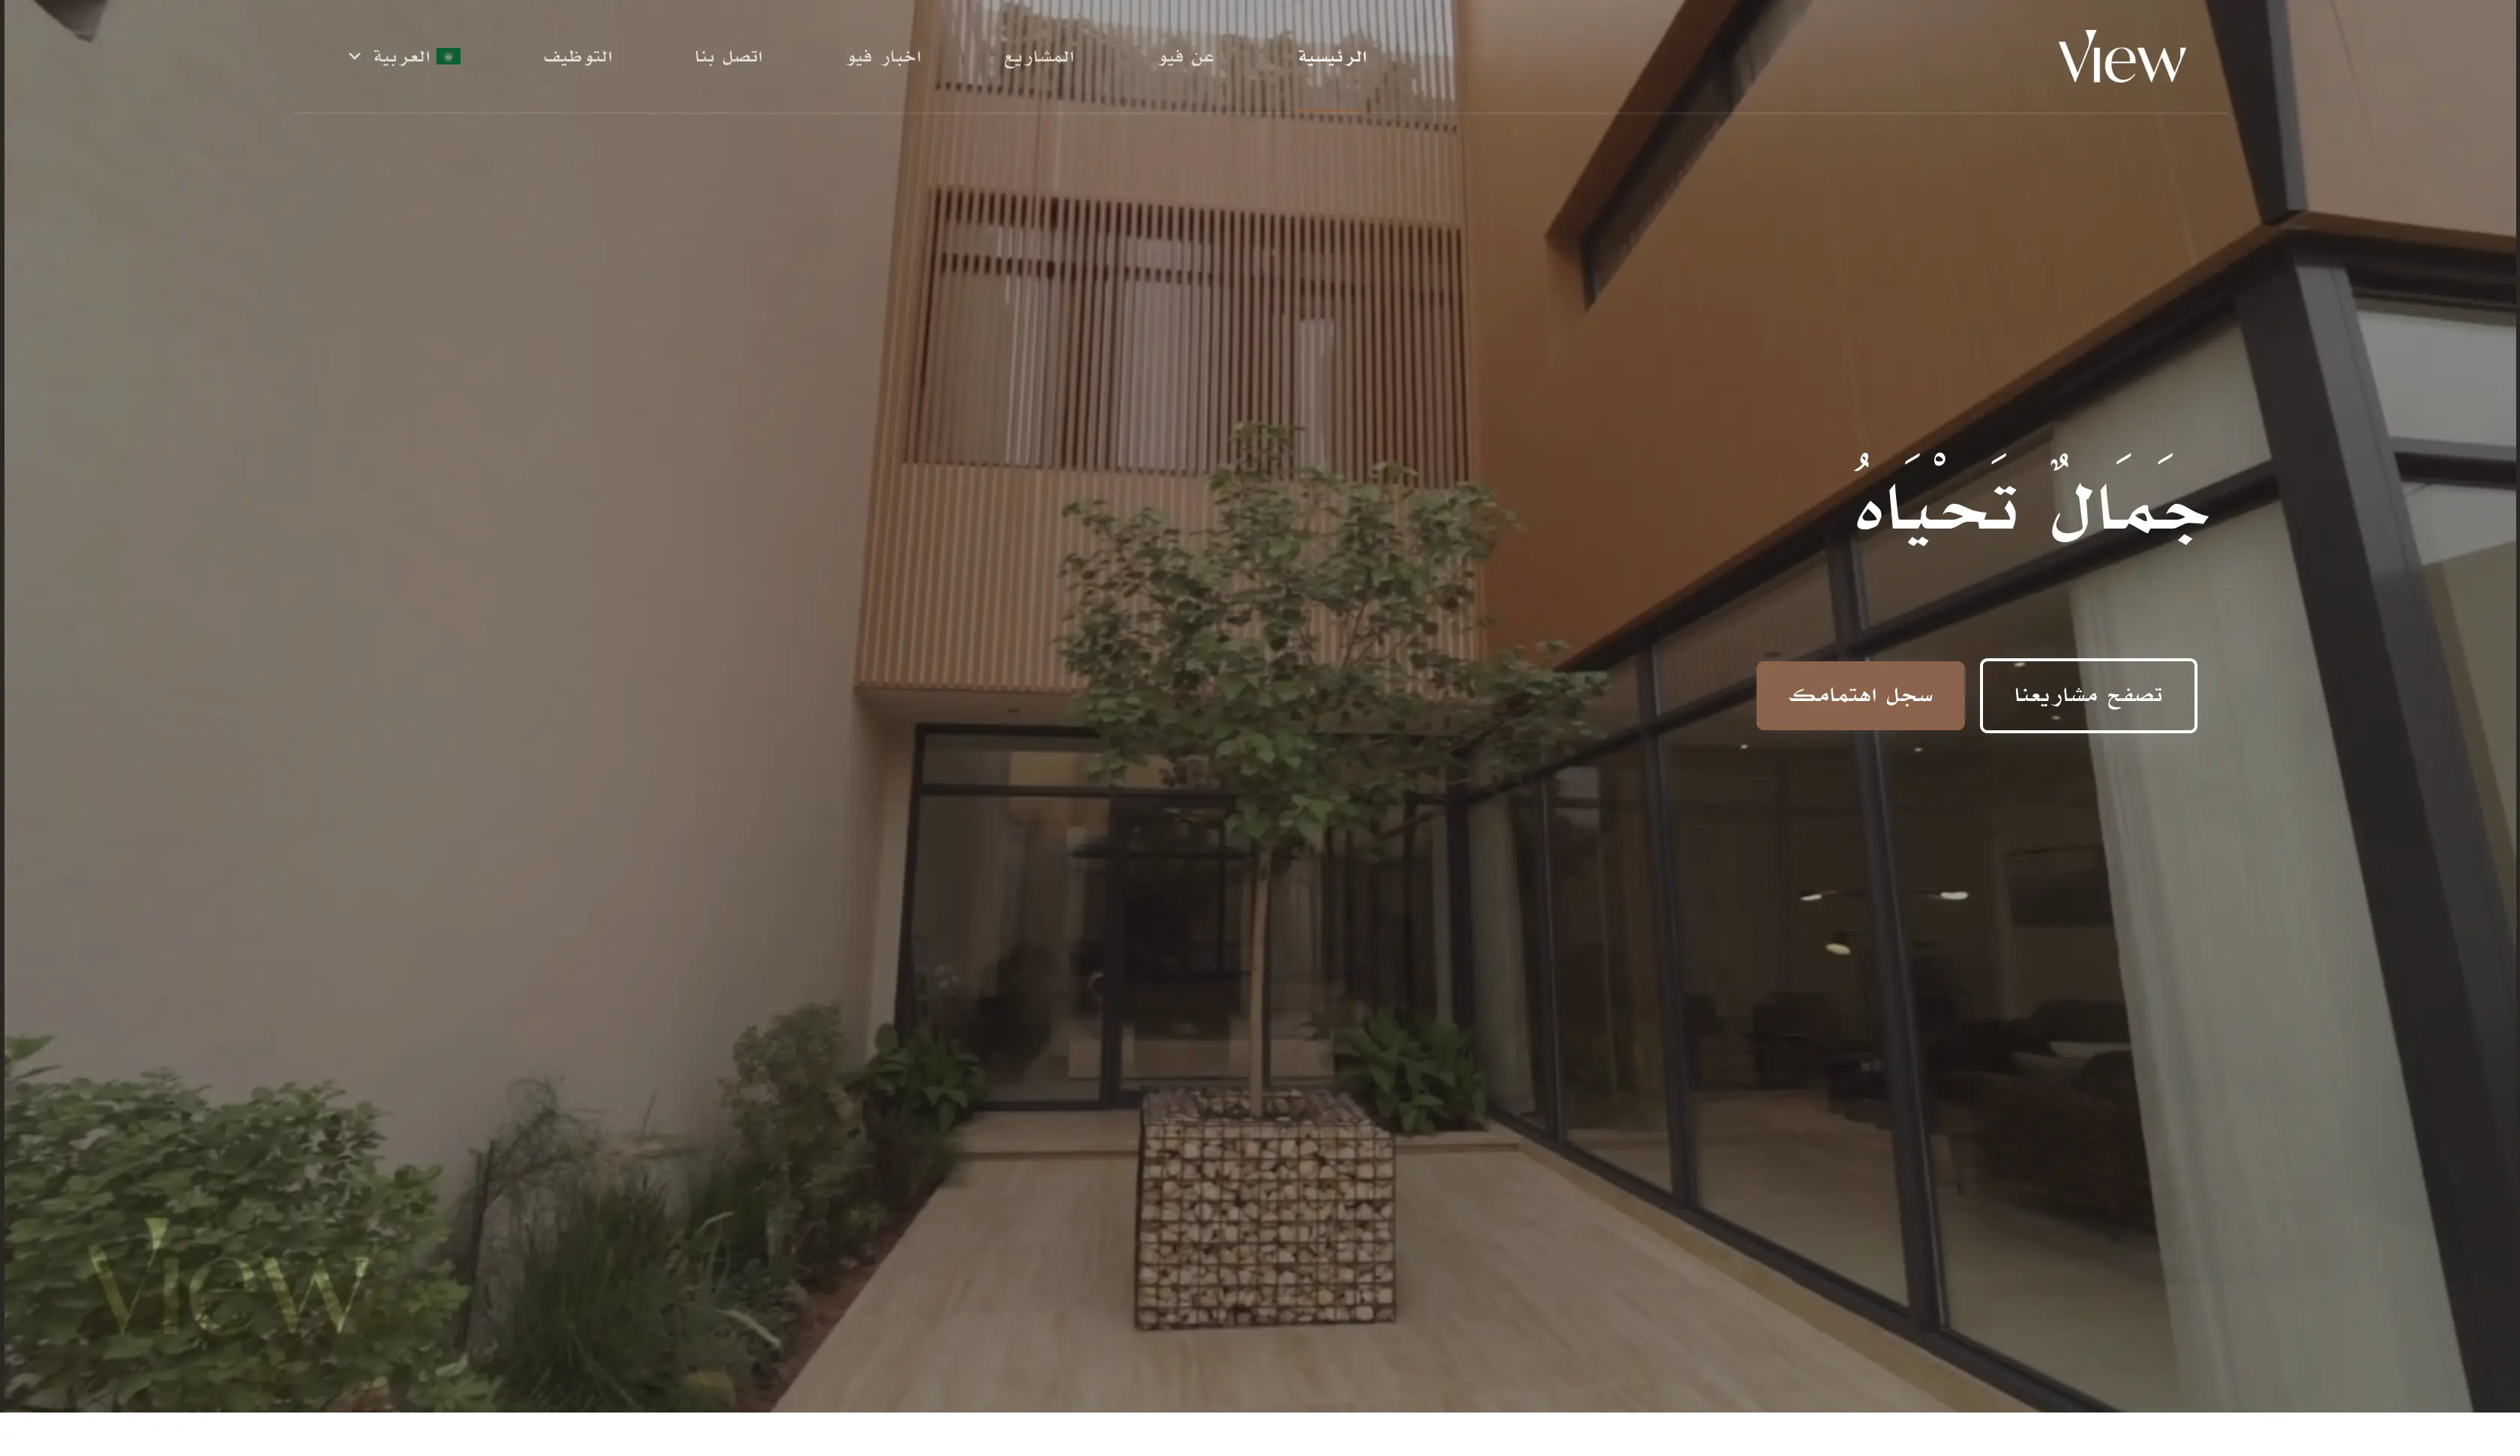 View
الرئيسية
عن فيو
المشاريع
اخبار فيو
اتصل بنا
التوظيف
العربية
جَمَالٌ تَحْيَاهُ
تصفح مشاريعنا
سجل اهتمامك
View